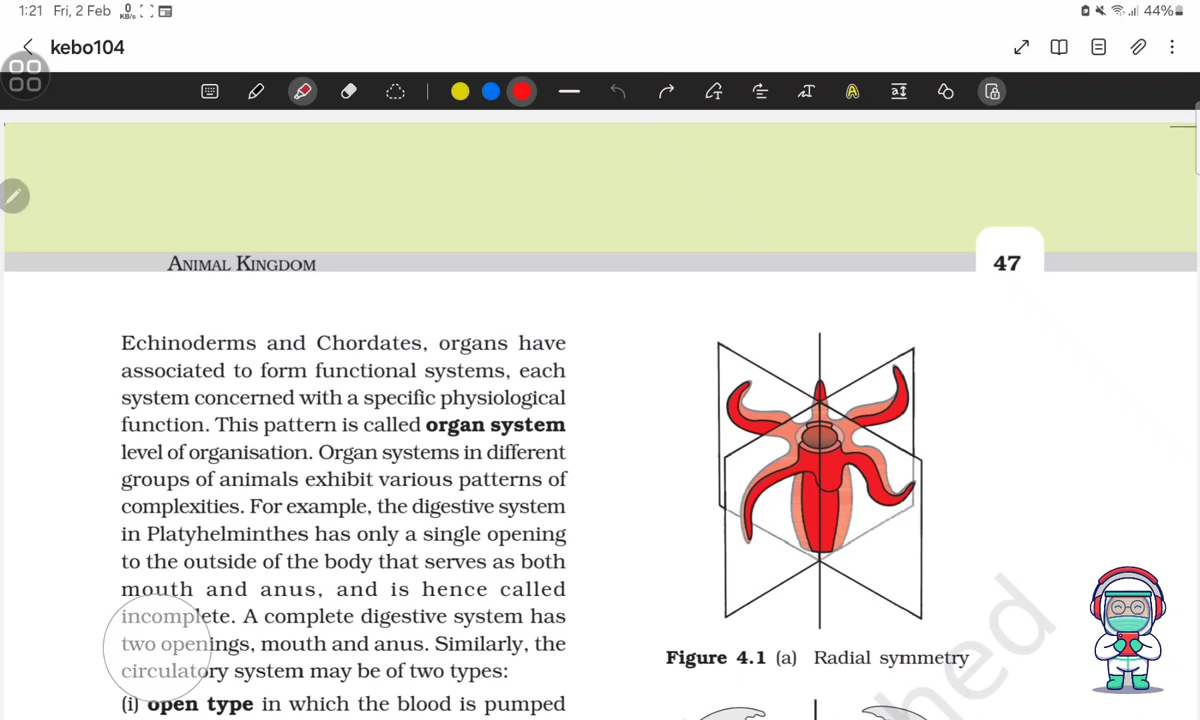 1:21 Fri, 2 Feb 0 KB/s 44%
kebo104
ANIMAL KINGDOM
47
Echinoderms and Chordates, organs have
associated to form functional systems, each
system concerned with a specific physiological
function. This pattern is called organ system
level of organisation. Organ systems in different
groups of animals exhibit various patterns of
complexities. For example, the digestive system
in Platyhelminthes has only a single opening
to the outside of the body that serves as both
mouth and anus, and is hence called
incomplete. A complete digestive system has
two openings, mouth and anus. Similarly, the
circulatory system may be of two types:
(i) open type in which the blood is pumped
Figure 4.1 (a) Radial symmetry
hed